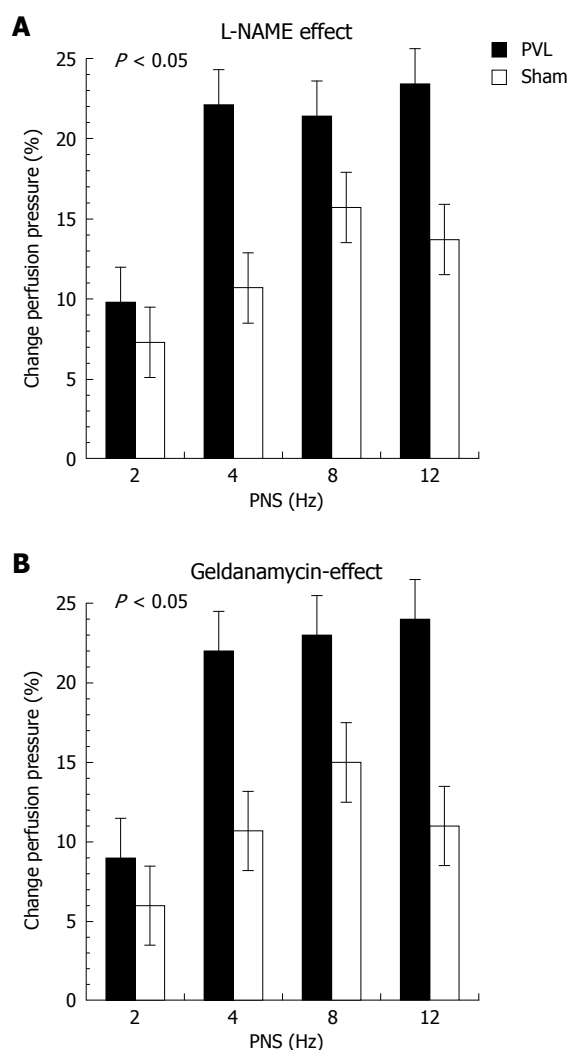 A
L-NAME effect
P < 0.05
PVL
Sham
Change perfusion pressure (%)
25
20
15
10
5
0
2 4 8 12
PNS (Hz)
B
Geldanamycin-effect
P < 0.05
Change perfusion pressure (%)
25
20
15
10
5
0
2 4 8 12
PNS (Hz)